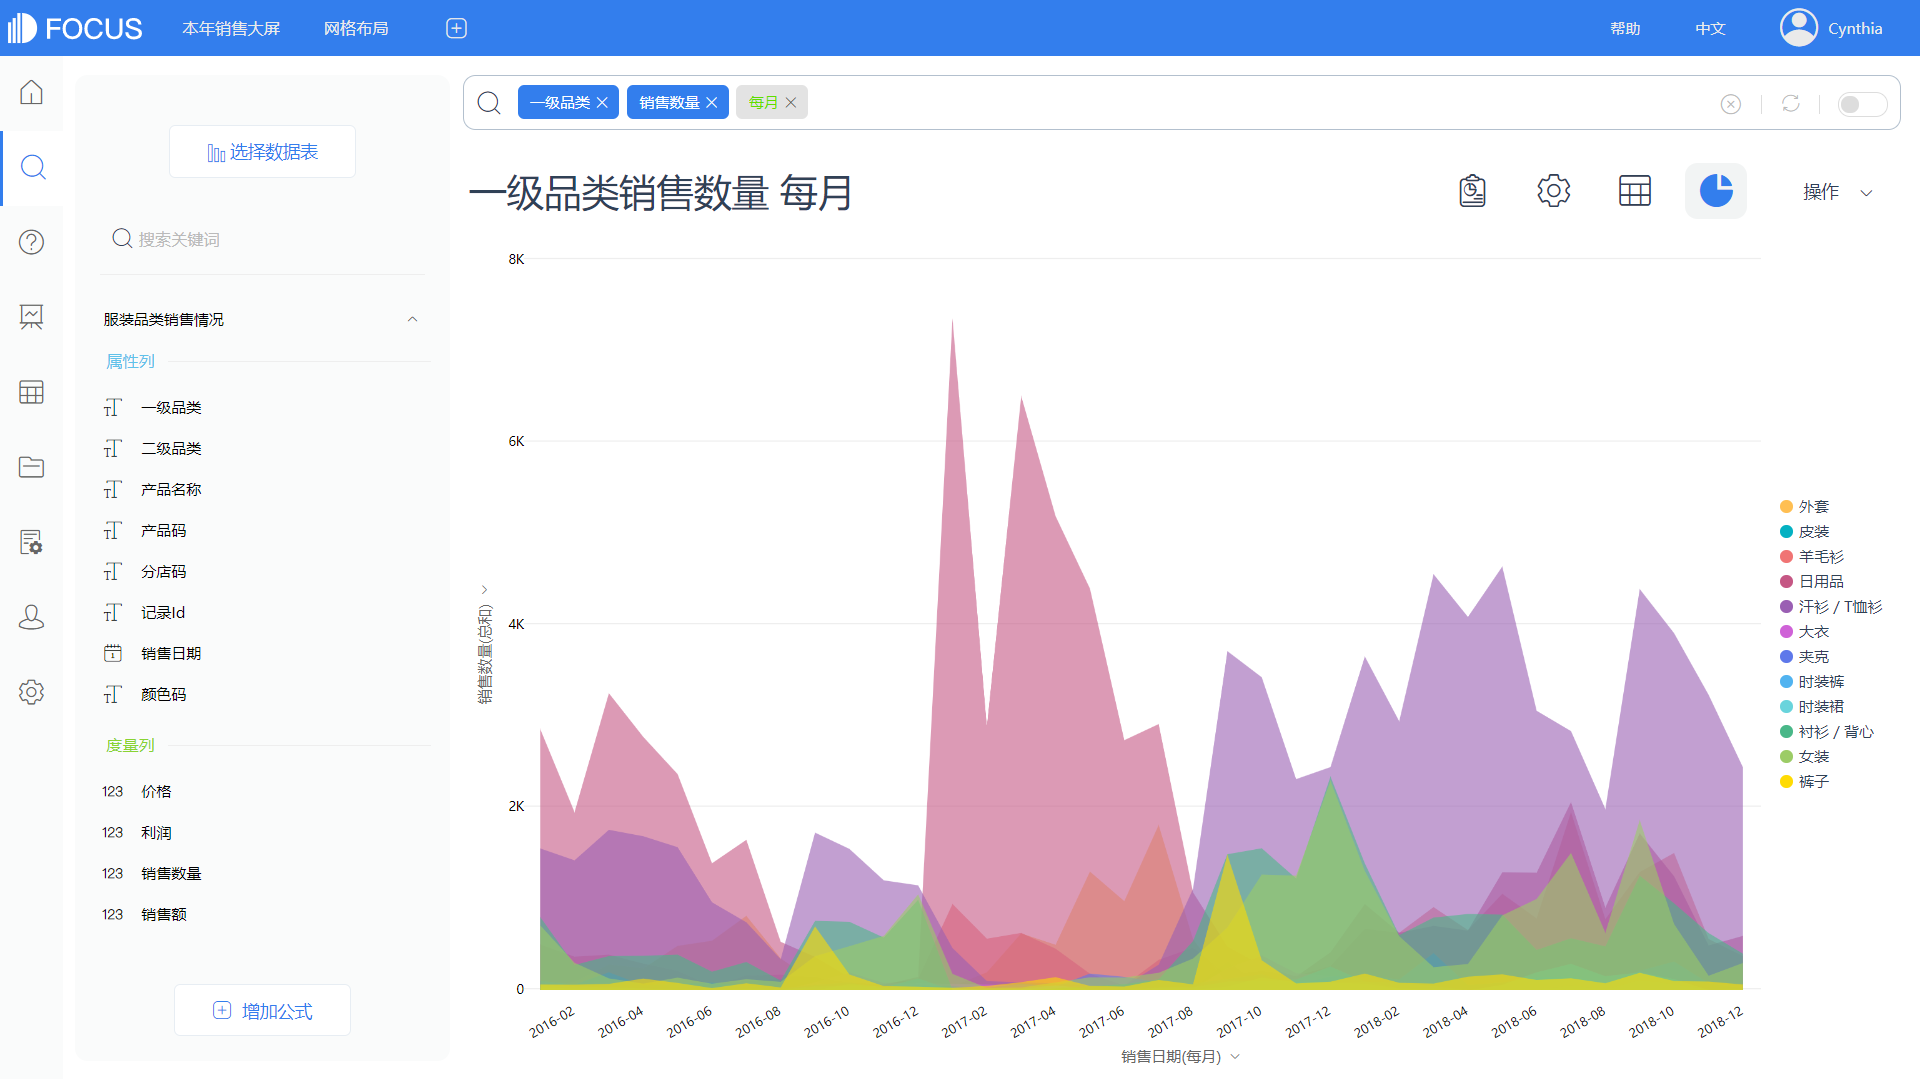 FOCUS 本年销售大屏 网格布局 帮助 中文 Cynthia
选择数据表
搜索关键词
服装品类销售情况
属性列
一级品类
二级品类
产品名称
产品码
分店码
记录Id
销售日期
颜色码
度量列
123 价格
123 利润
123 销售数量
123 销售额
增加公式
一级品类 销售数量 每月
一级品类销售数量 每月
操作
8K
6K
4K
2K
0
销售数量(总和)
2016-02 2016-04 2016-06 2016-08 2016-10 2016-12 2017-02 2017-04 2017-06 2017-08 2017-10 2017-12 2018-02 2018-04 2018-06 2018-08 2018-10 2018-12
销售日期(每月)
外套
皮装
羊毛衫
日用品
汗衫 / T恤衫
大衣
夹克
时装裤
时装裙
衬衫 / 背心
女装
裤子